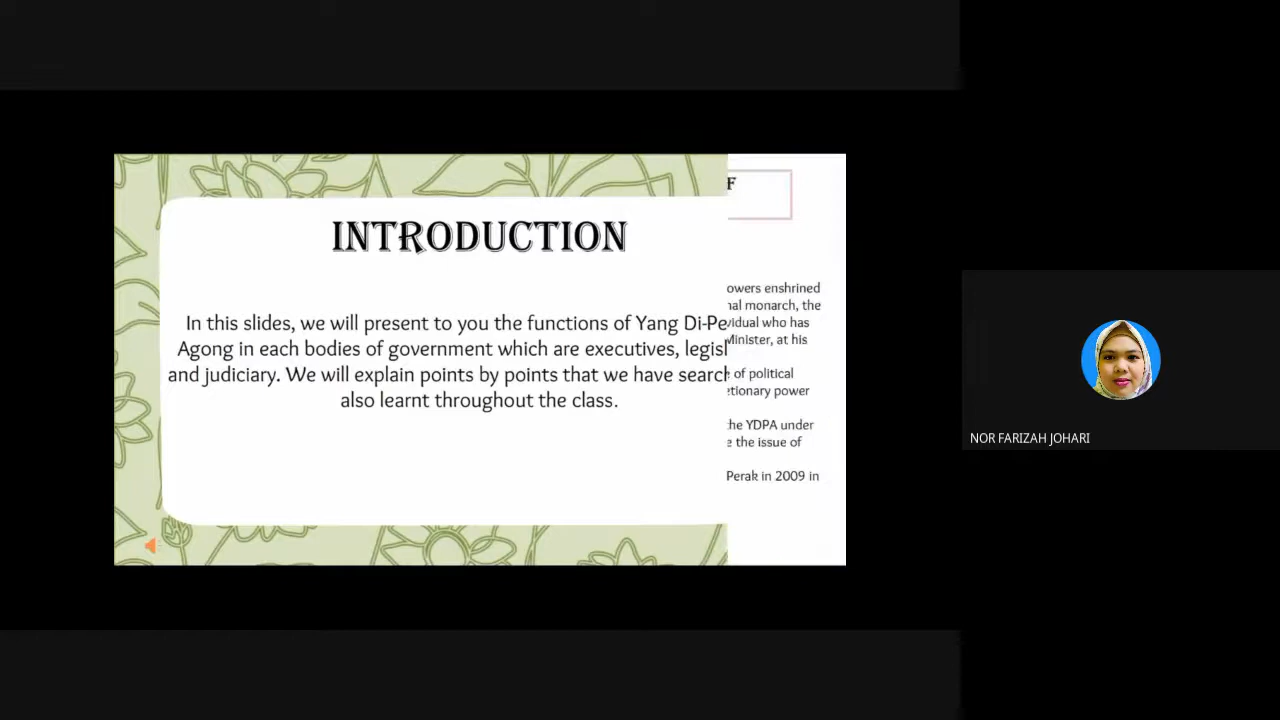 INTRODUCTION
In this slides, we will present to you the functions of Yang Di-Pe
Agong in each bodies of government which are executives, legisl
and judiciary. We will explain points by points that we have search
also learnt throughout the class.
F
owers enshrined
nal monarch, the
vidual who has
Minister, at his
of political
etionary power
the YDPA under
e the issue of
Perak in 2009 in
NOR FARIZAH JOHARI